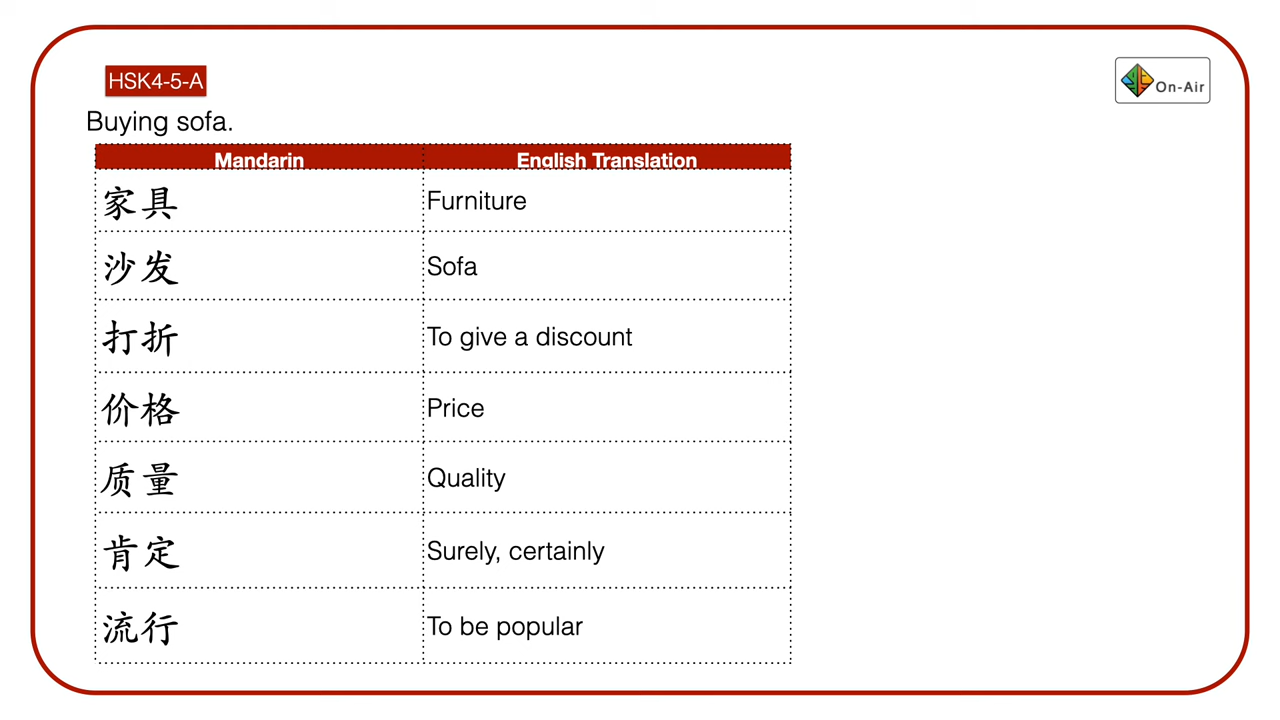 HSK4-5-A
On-Air
Buying sofa.
Mandarin English Translation
家具 Furniture
沙发 Sofa
打折 To give a discount
价格 Price
质量 Quality
肯定 Surely, certainly
流行 To be popular